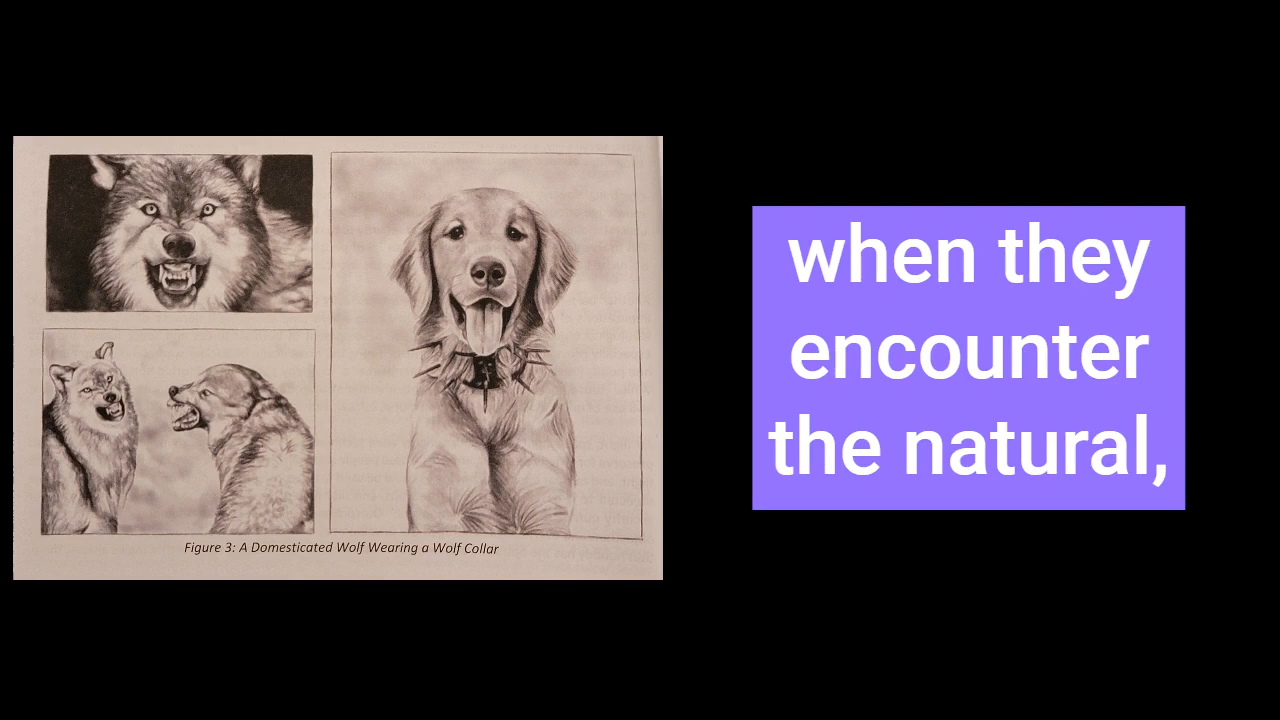 Figure 3: A Domesticated Wolf Wearing a Wolf Collar
when they
encounter
the natural,